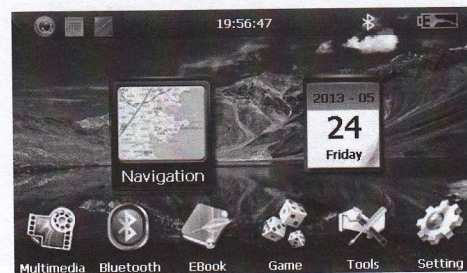 19:56:47
2013 - 05
24
Friday
Navigation
Multimedia Bluetooth EBook Game Tools Setting